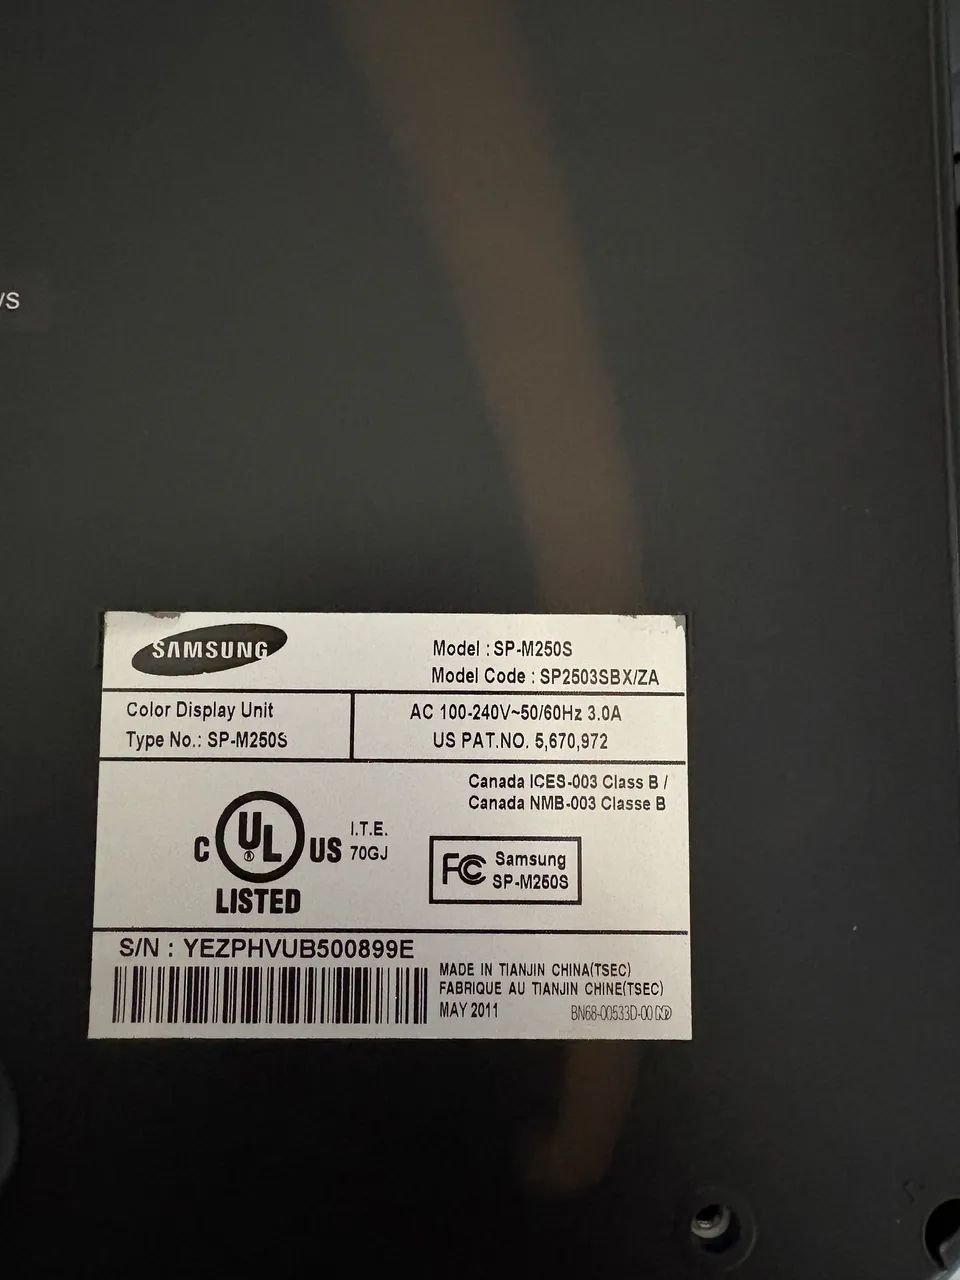 /s
SAMSUNG
Model : SP-M250S
Model Code : SP2503SBX/ZA
Color Display Unit
Type No.: SP-M250S
AC 100-240V~50/60Hz 3.0A
US PAT.NO. 5,670,972
Canada ICES-003 Class B /
Canada NMB-003 Classe B
C UL ® US
LISTED
I.T.E.
70GJ
FC Samsung
SP-M250S
S/N : YEZPHVUB500899E
MADE IN TIANJIN CHINA(TSEC)
FABRIQUE AU TIANJIN CHINE(TSEC)
MAY 2011
BN68-00533D-00